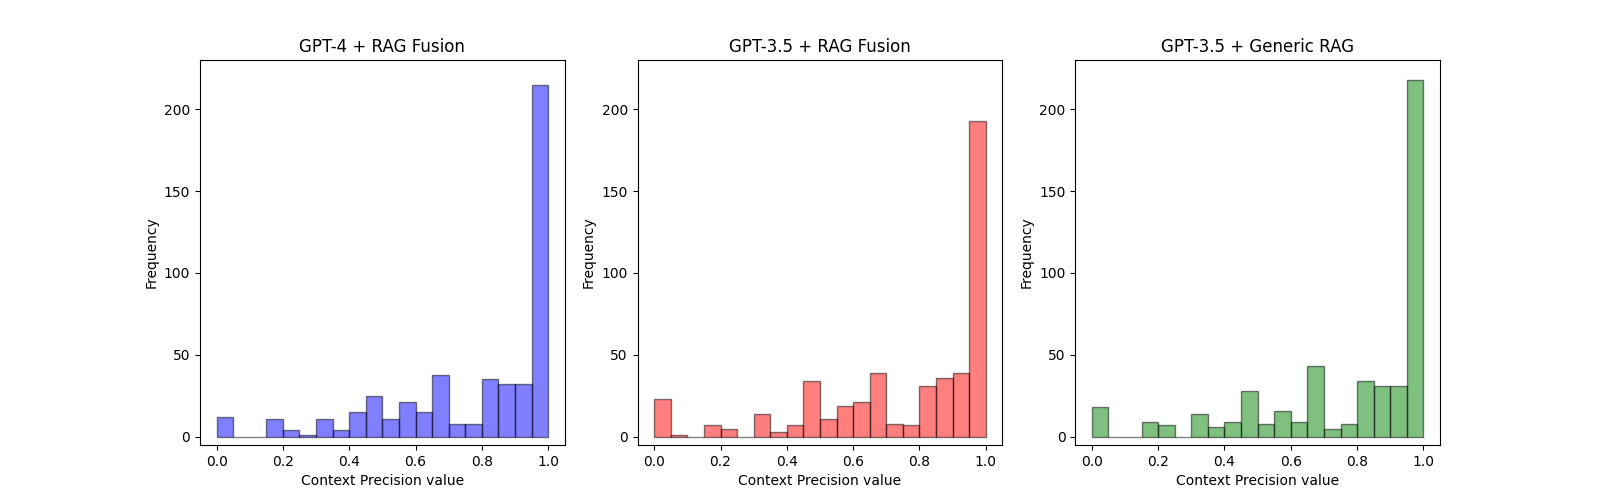 GPT-4 + RAG Fusion
200
150
100
50
0
Frequency
0.0 0.2 0.4 0.6 0.8 1.0
Context Precision value
GPT-3.5 + RAG Fusion
200
150
100
50
0
Frequency
0.0 0.2 0.4 0.6 0.8 1.0
Context Precision value
GPT-3.5 + Generic RAG
200
150
100
50
0
Frequency
0.0 0.2 0.4 0.6 0.8 1.0
Context Precision value